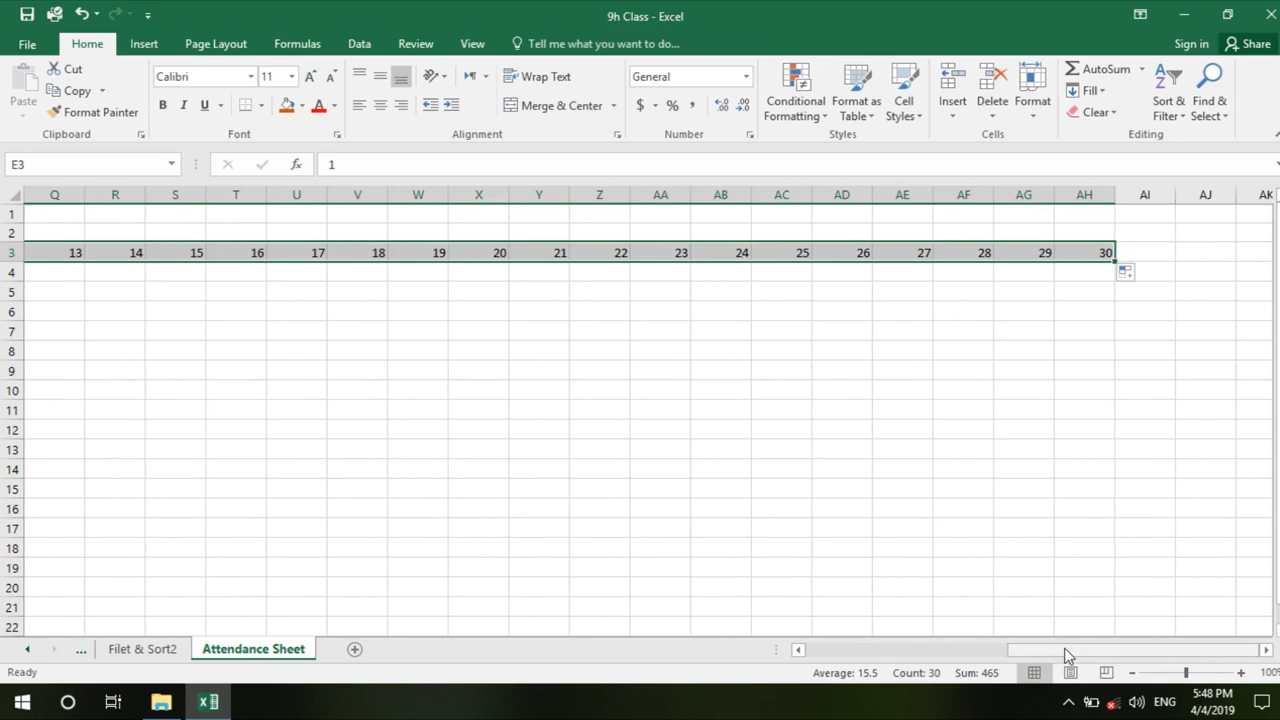 9h Class - Excel
File Home Insert Page Layout Formulas Data Review View Tell me what you want to do... Sign in Share
Paste Cut Calibri 11 Wrap Text General Conditional Formatting Format as Table Cell Styles Insert Delete Format AutoSum Sort & Filter Find & Select
Copy Fill
Format Painter B I U A Merge & Center $ % , Clear
Clipboard Font Alignment Number Styles Cells Editing
E3 fx 1
Q R S T U V W X Y Z AA AB AC AD AE AF AG AH AI AJ AK
1
2
3 13 14 15 16 17 18 19 20 21 22 23 24 25 26 27 28 29 30
4
5
6
7
8
9
10
11
12
13
14
15
16
17
18
19
20
21
22
... Filet & Sort2 Attendance Sheet
Ready Average: 15.5 Count: 30 Sum: 465 100%
ENG 5:48 PM
4/4/2019